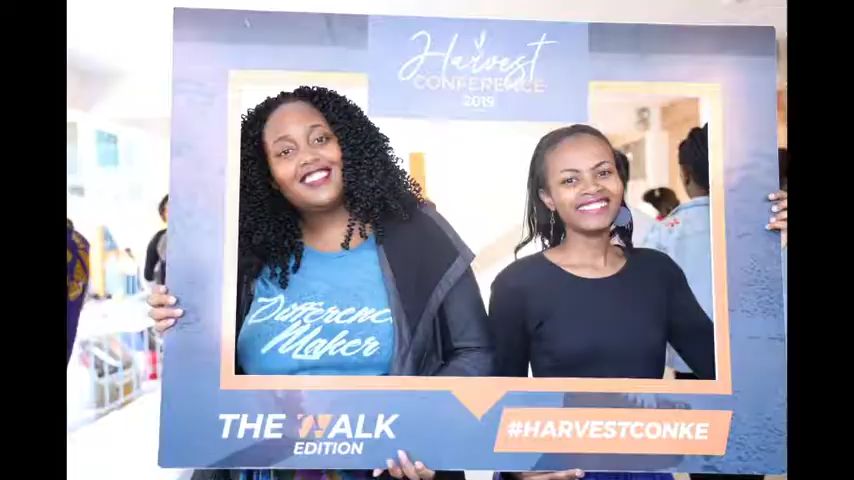 Harvest
CONFERENCE
2019
Difference
Maker
THE WALK
EDITION
#HARVESTCONKE